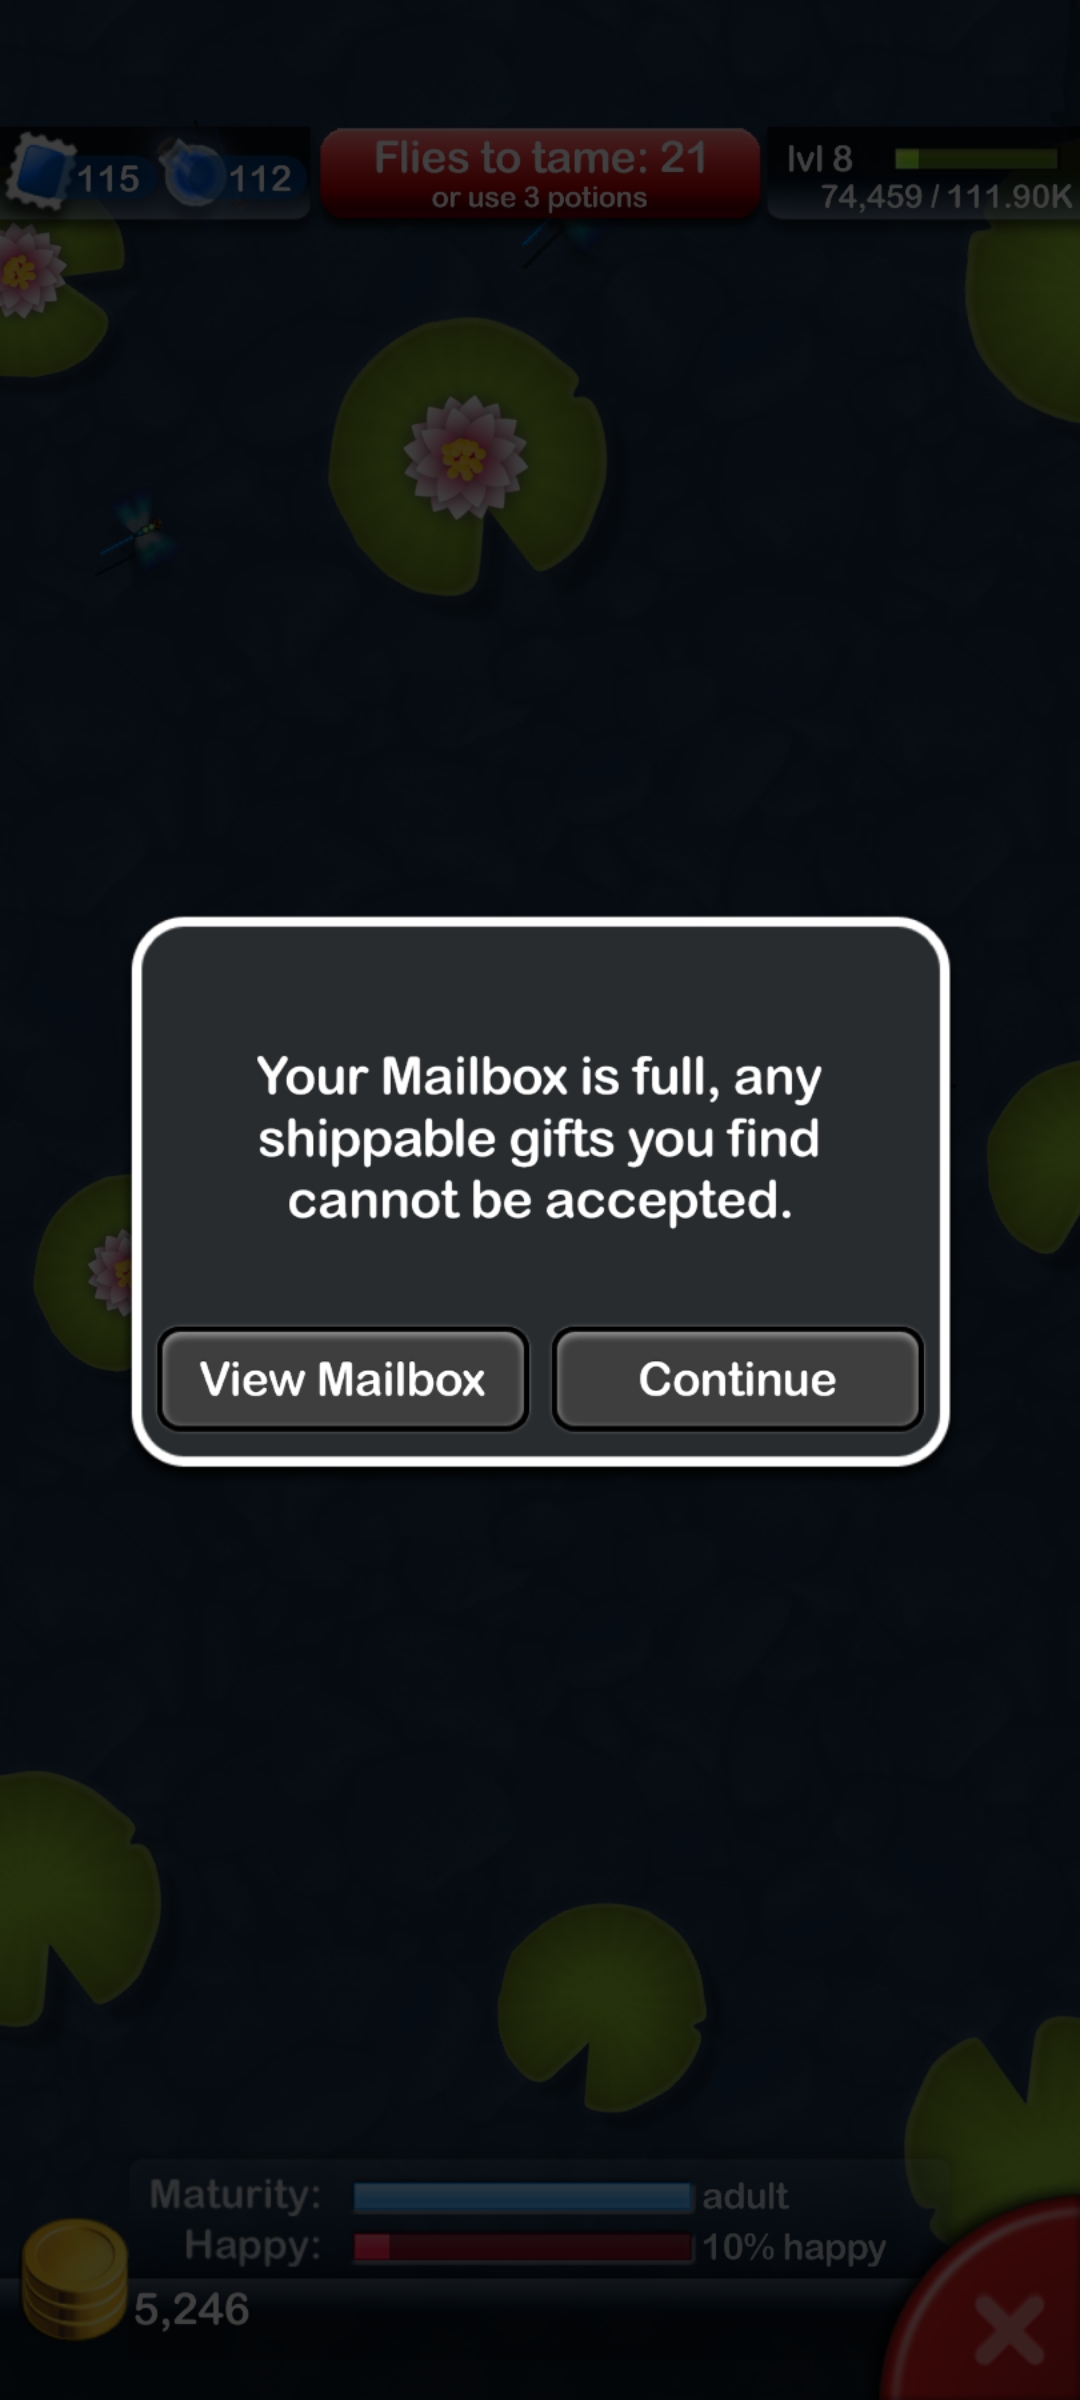 115
112
Flies to tame: 21
or use 3 potions
lvl 8
74,459 / 111.90K
Your Mailbox is full, any
shippable gifts you find
cannot be accepted.
View Mailbox
Continue
Maturity: adult
Happy: 10% happy
5,246